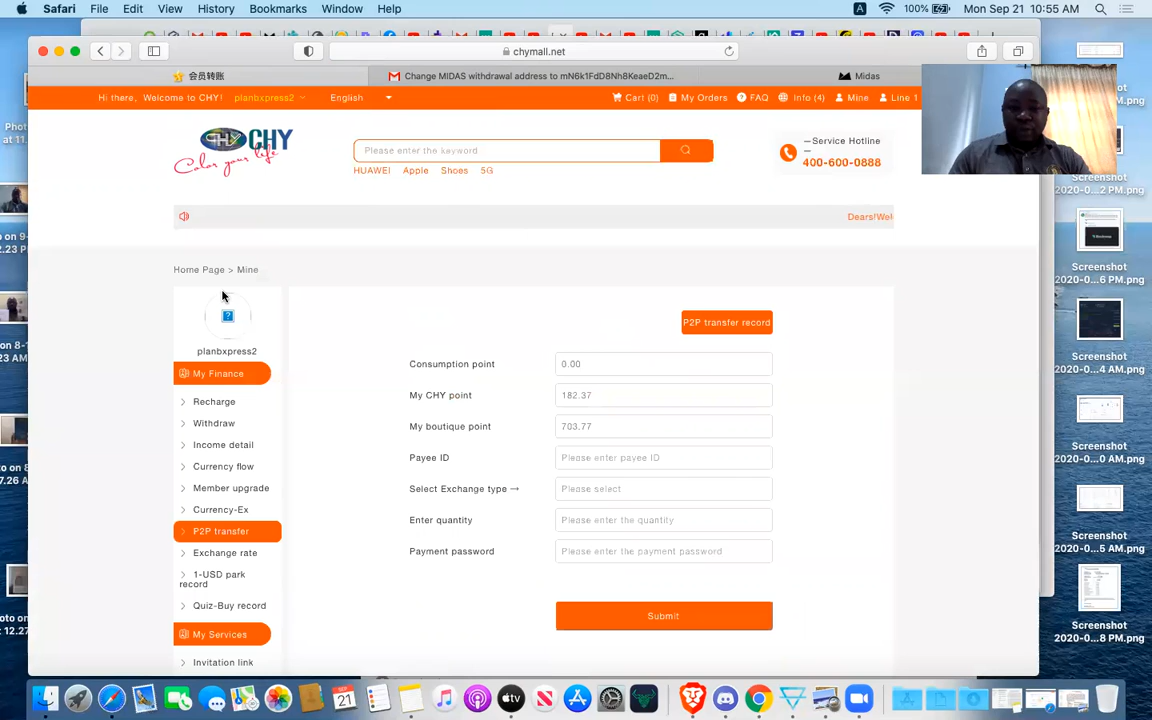 Safari File Edit View History Bookmarks Window Help
A 100% Mon Sep 21 10:55 AM
chymall.net
会员转账
Change MIDAS withdrawal address to mN6k1FdD8Nh8KeaeD2m...
Midas
Hi there, Welcome to CHY! planbxpress2 English
Cart (0) My Orders FAQ Info (4) Mine Line 1
CHY
Color your life
Please enter the keyword
HUAWEI Apple Shoes 5G
—Service Hotline
—
400-600-0888
Dears!Wel
Home Page > Mine
?
planbxpress2
My Finance
Recharge
Withdraw
Income detail
Currency flow
Member upgrade
Currency-Ex
P2P transfer
Exchange rate
1-USD park
record
Quiz-Buy record
My Services
Invitation link
P2P transfer record
Consumption point 0.00
My CHY point 182.37
My boutique point 703.77
Payee ID Please enter payee ID
Select Exchange type → Please select
Enter quantity Please enter the quantity
Payment password Please enter the payment password
Submit
Screenshot
2020-0...2 PM.png
Screenshot
2020-0...6 PM.png
Screenshot
2020-0...4 AM.png
Screenshot
2020-0...0 AM.png
Screenshot
2020-0...5 AM.png
Screenshot
2020-0...8 PM.png
SEP
21